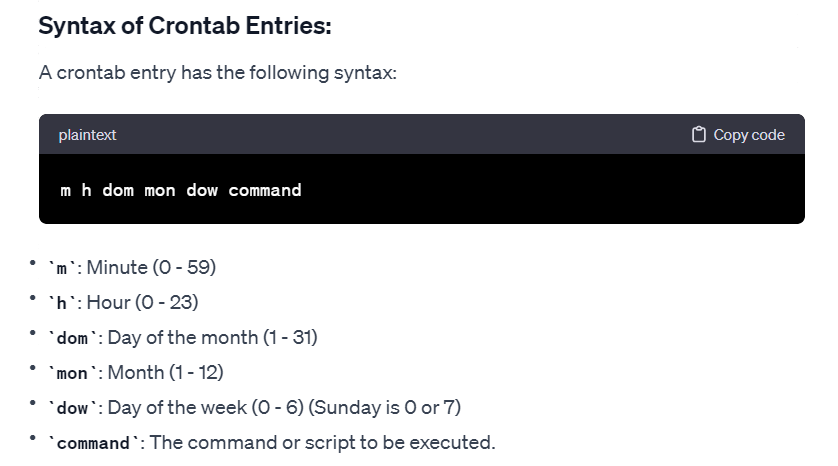 Syntax of Crontab Entries:
A crontab entry has the following syntax:
plaintext
Copy code
m h dom mon dow command
• `m`: Minute (0 - 59)
• `h`: Hour (0 - 23)
• `dom`: Day of the month (1 - 31)
• `mon`: Month (1 - 12)
• `dow`: Day of the week (0 - 6) (Sunday is 0 or 7)
• `command`: The command or script to be executed.